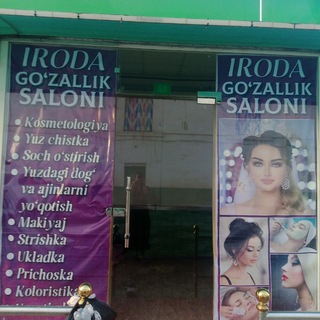 IRODA
GO'ZALLIK
SALONI
• Kosmetologiya
• Yuz chistka
• Soch o'stirish
• Yuzdagi dog'
va ajinlarni
yo'qotish
• Makiyaj
• Strishka
• Ukladka
• Prichoska
• Koloristika
IRODA
GO'ZALLIK
SALONI